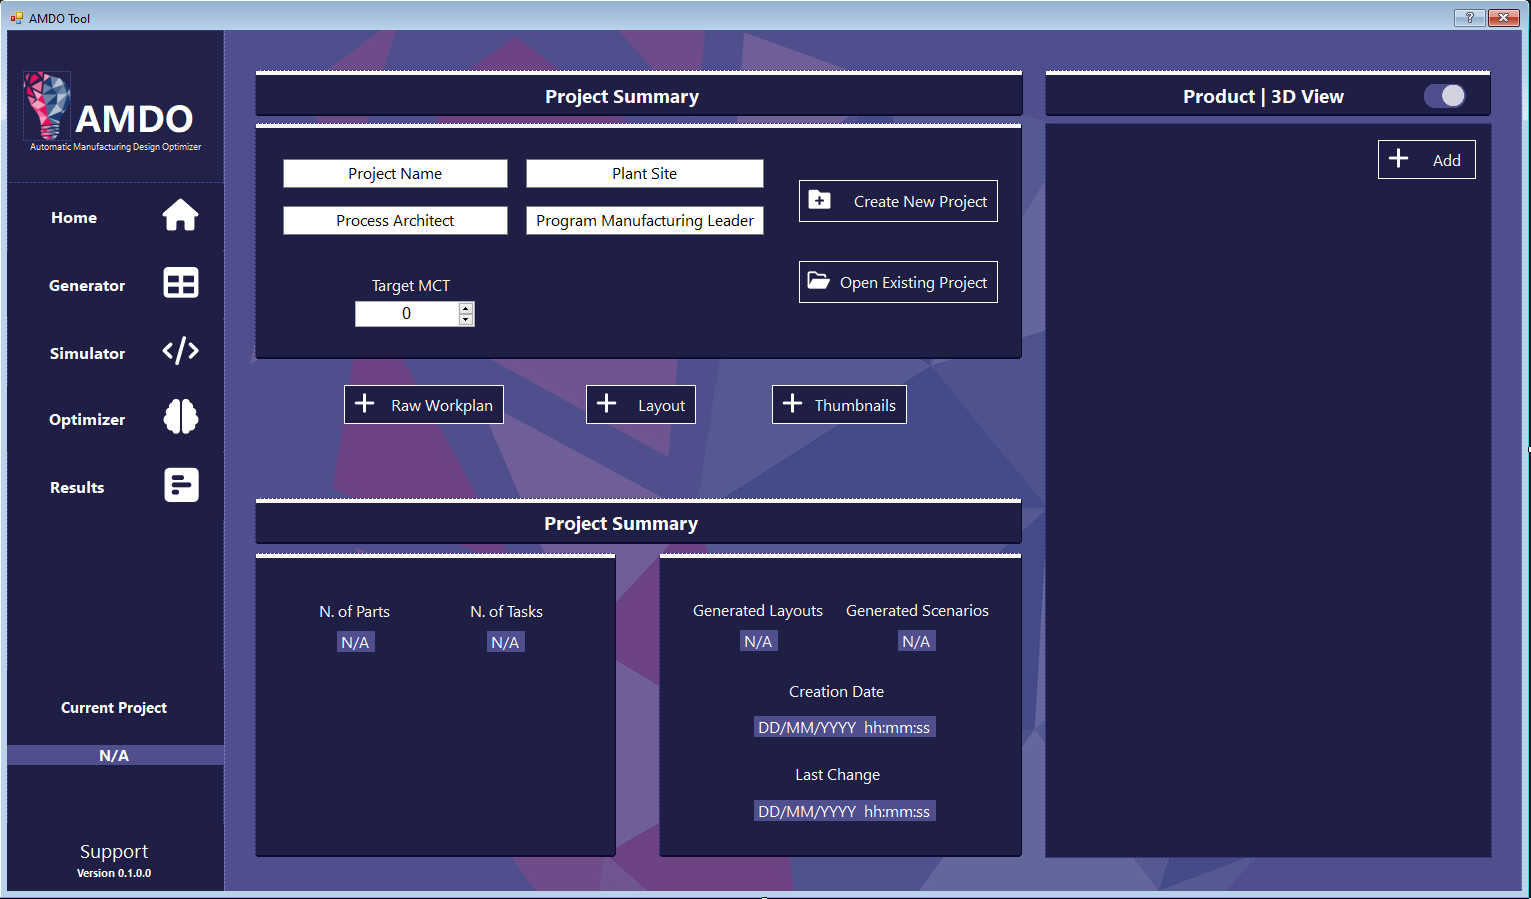 AMDO Tool
?
AMDO
Automatic Manufacturing Design Optimizer
Home
Generator
Simulator
Optimizer
Results
Current Project
N/A
Support
Version 0.1.0.0
Project Summary
Project Name
Plant Site
Process Architect
Program Manufacturing Leader
Target MCT
0
Create New Project
Open Existing Project
Raw Workplan
Layout
Thumbnails
Project Summary
N. of Parts
N/A
N. of Tasks
N/A
Generated Layouts
N/A
Generated Scenarios
N/A
Creation Date
DD/MM/YYYY hh:mm:ss
Last Change
DD/MM/YYYY hh:mm:ss
Product | 3D View
Add